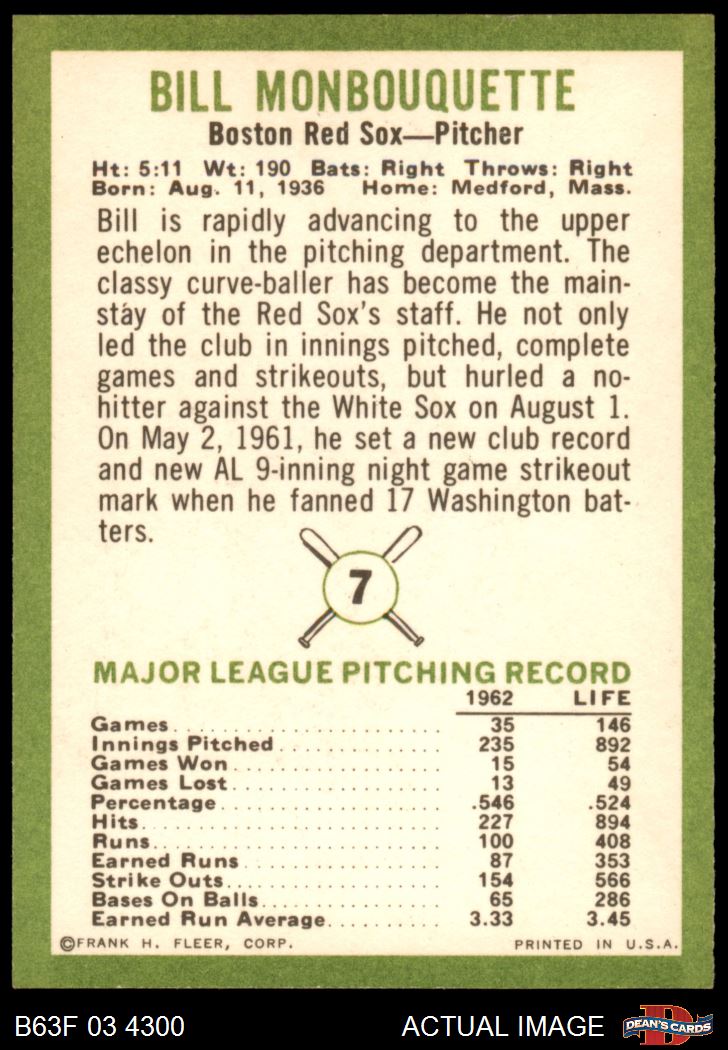 BILL MONBOUQUETTE
Boston Red Sox—Pitcher
Ht: 5:11 Wt: 190 Bats: Right Throws: Right
Born: Aug. 11, 1936 Home: Medford, Mass.
Bill is rapidly advancing to the upper
echelon in the pitching department. The
classy curve-baller has become the main-
stay of the Red Sox's staff. He not only
led the club in innings pitched, complete
games and strikeouts, but hurled a no-
hitter against the White Sox on August 1.
On May 2, 1961, he set a new club record
and new AL 9-inning night game strikeout
mark when he fanned 17 Washington bat-
ters.
7
MAJOR LEAGUE PITCHING RECORD
1962 LIFE
Games 35 146
Innings Pitched 235 892
Games Won 15 54
Games Lost 13 49
Percentage .546 .524
Hits 227 894
Runs 100 408
Earned Runs 87 353
Strike Outs 154 566
Bases On Balls 65 286
Earned Run Average 3.33 3.45
©FRANK H. FLEER, CORP. PRINTED IN U.S.A.
B63F 03 4300 ACTUAL IMAGE D DEAN'S CARDS